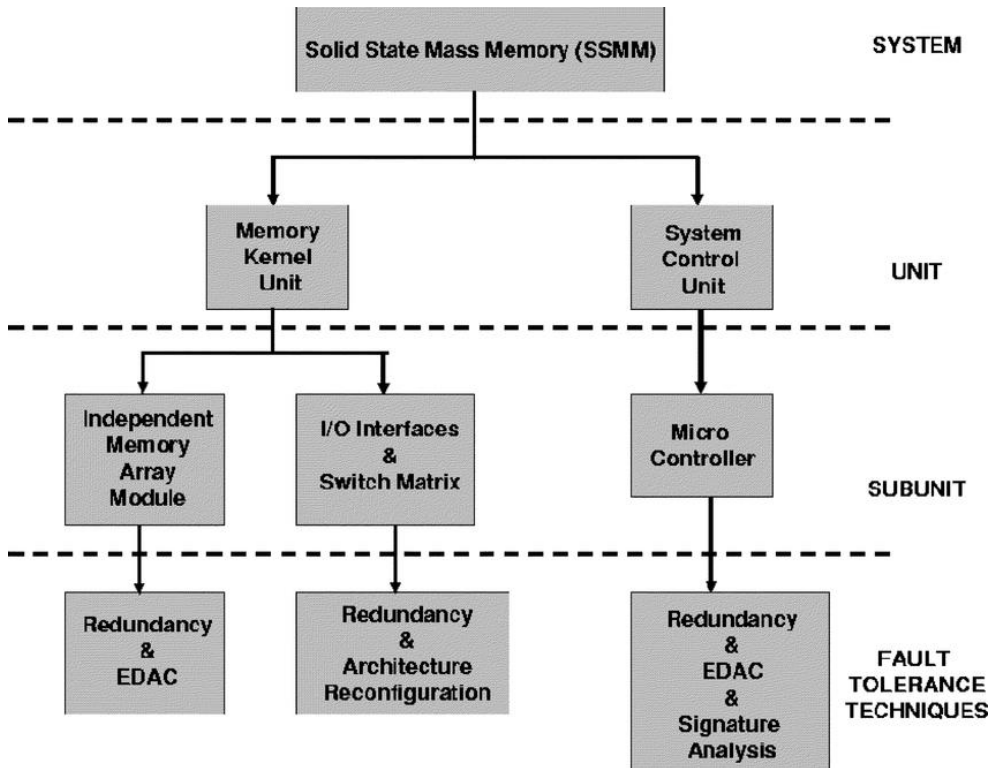 Solid State Mass Memory (SSMM)
SYSTEM
Memory
Kernel
Unit
System
Control
Unit
UNIT
Independent
Memory
Array
Module
I/O Interfaces
&
Switch Matrix
Micro
Controller
SUBUNIT
Redundancy
&
EDAC
Redundancy
&
Architecture
Reconfiguration
Redundancy
&
EDAC
&
Signature
Analysis
FAULT
TOLERANCE
TECHNIQUES